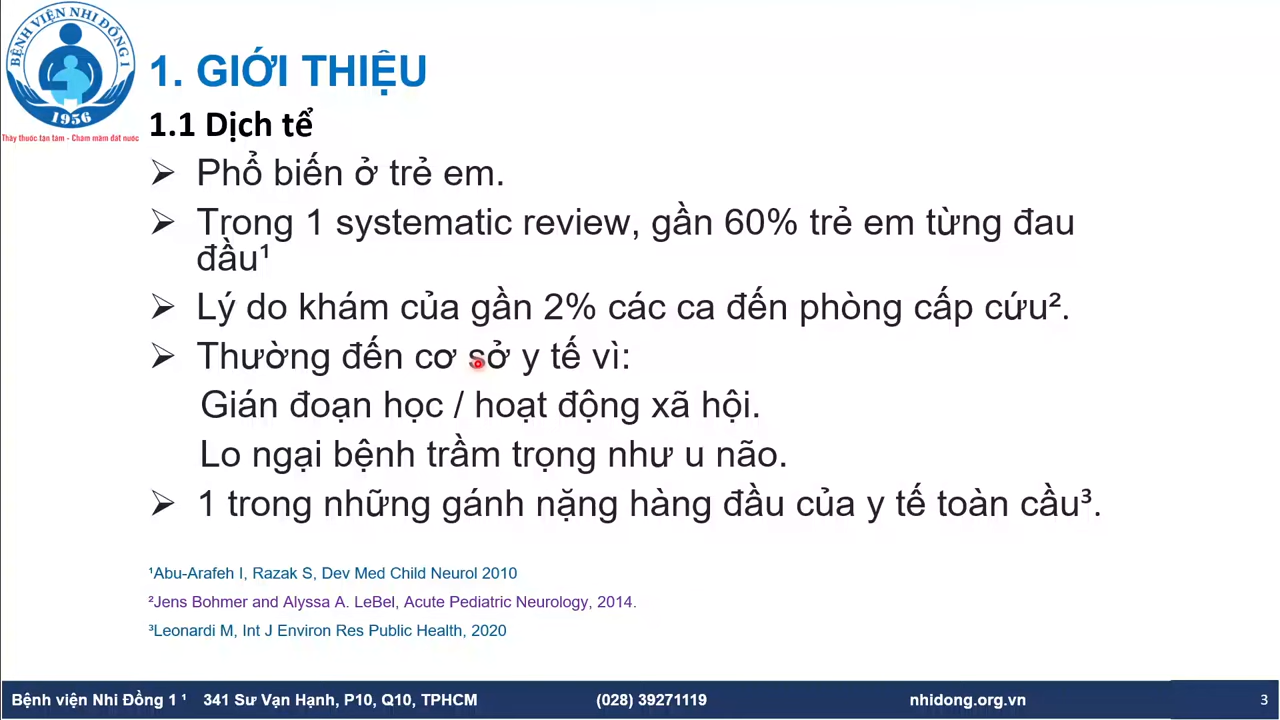 BỆNH VIỆN NHI ĐỒNG 1
1956
Thầy thuốc tận tâm - Chăm mầm đất nước
1. GIỚI THIỆU
1.1 Dịch tể
➢ Phổ biến ở trẻ em.
➢ Trong 1 systematic review, gần 60% trẻ em từng đau
đầu¹
➢ Lý do khám của gần 2% các ca đến phòng cấp cứu².
➢ Thường đến cơ sở y tế vì:
Gián đoạn học / hoạt động xã hội.
Lo ngại bệnh trầm trọng như u não.
➢ 1 trong những gánh nặng hàng đầu của y tế toàn cầu³.
¹Abu-Arafeh I, Razak S, Dev Med Child Neurol 2010
²Jens Bohmer and Alyssa A. LeBel, Acute Pediatric Neurology, 2014.
³Leonardi M, Int J Environ Res Public Health, 2020
Bệnh viện Nhi Đồng 1 ¹ 341 Sư Vạn Hạnh, P10, Q10, TPHCM (028) 39271119 nhidong.org.vn 3